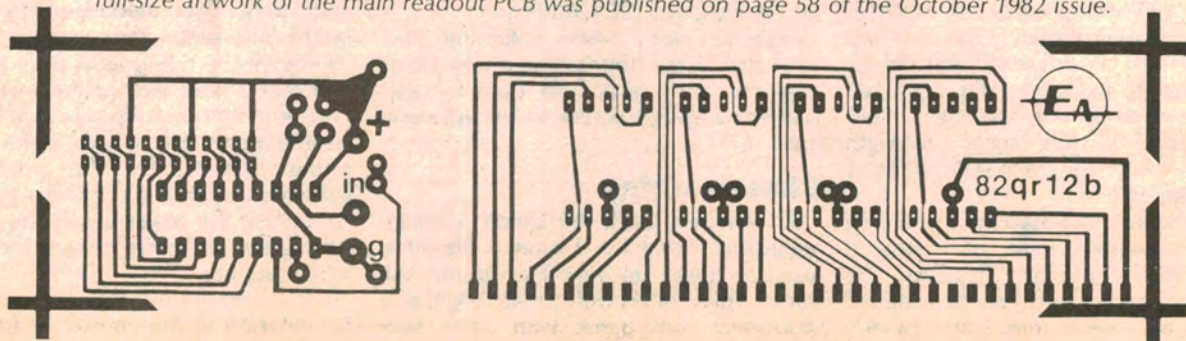 full-size artwork of the main readout PCB was published on page 58 of the October 1982 issue.
+
in
g
EA
82qr12b